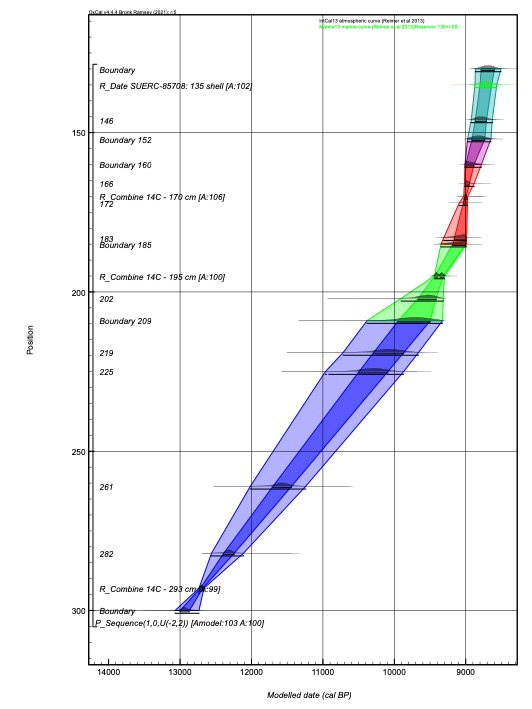 OxCal v4.4.4 Bronk Ramsey (2021); r:5
IntCal13 atmospheric curve (Reimer et al 2013)
Marine13 marine curve (Reimer et al 2013)
Boundary
R_Date SUERC-85708: 135 shell [A:102]
146
150
Boundary 152
Boundary 160
166
R_Combine 14C - 170 cm [A:106]
172
183
Boundary 185
R_Combine 14C - 195 cm [A:100]
200
202
Boundary 209
Position
219
225
250
261
282
R_Combine 14C - 293 cm [A:99]
300
Boundary
P_Sequence(1,0,U(-2,2)) [Amodel:103 A:100]
14000 13000 12000 11000 10000 9000
Modelled date (cal BP)